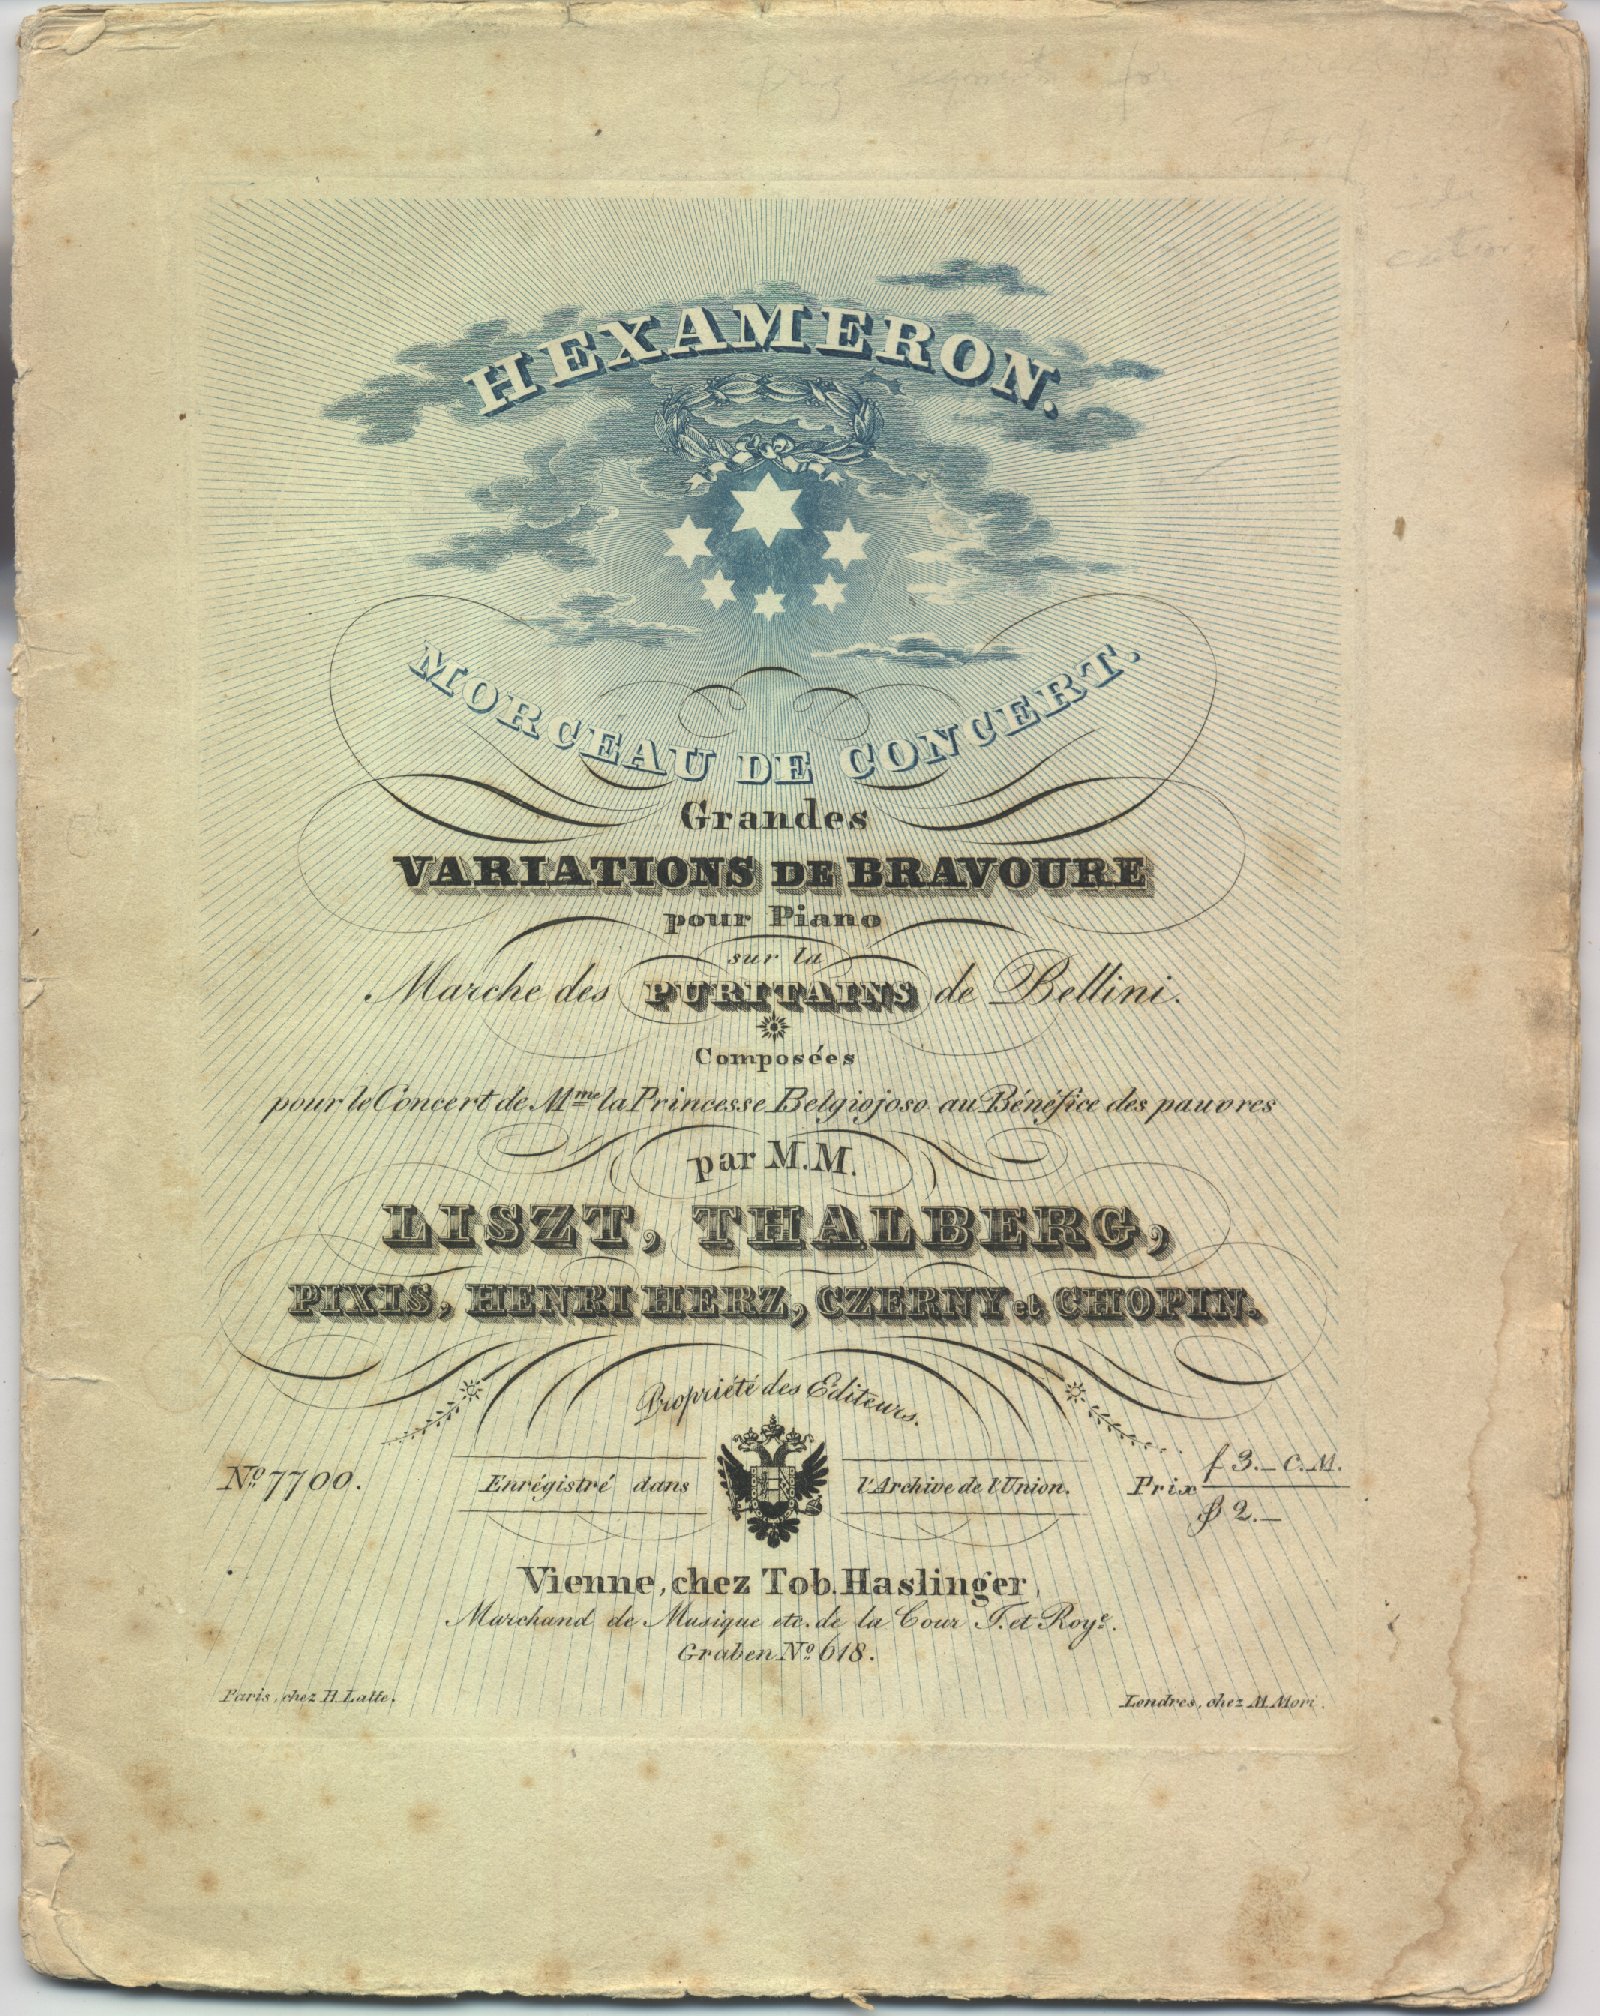 HEXAMERON.
MORCEAU DE CONCERT.
Grandes
VARIATIONS DE BRAVOURE
pour Piano
sur la
Marche des PURITAINS de Bellini.
Composées
pour le Concert de Mme la Princesse Belgiojoso au Bénéfice des pauvres
par M.M.
LISZT, THALBERG,
PIXIS, HENRI HERZ, CZERNY et CHOPIN.
Propriété des Editeurs.
No 7700.
Enrégistré dans l'Archive de l'Union.
Prix f 3.– C.M.
2.–
Vienne, chez Tob. Haslinger,
Marchand de Musique etc. de la Cour I. et Roye.
Graben No 618.
Paris, chez H Latte.
Londres, chez M Mori.